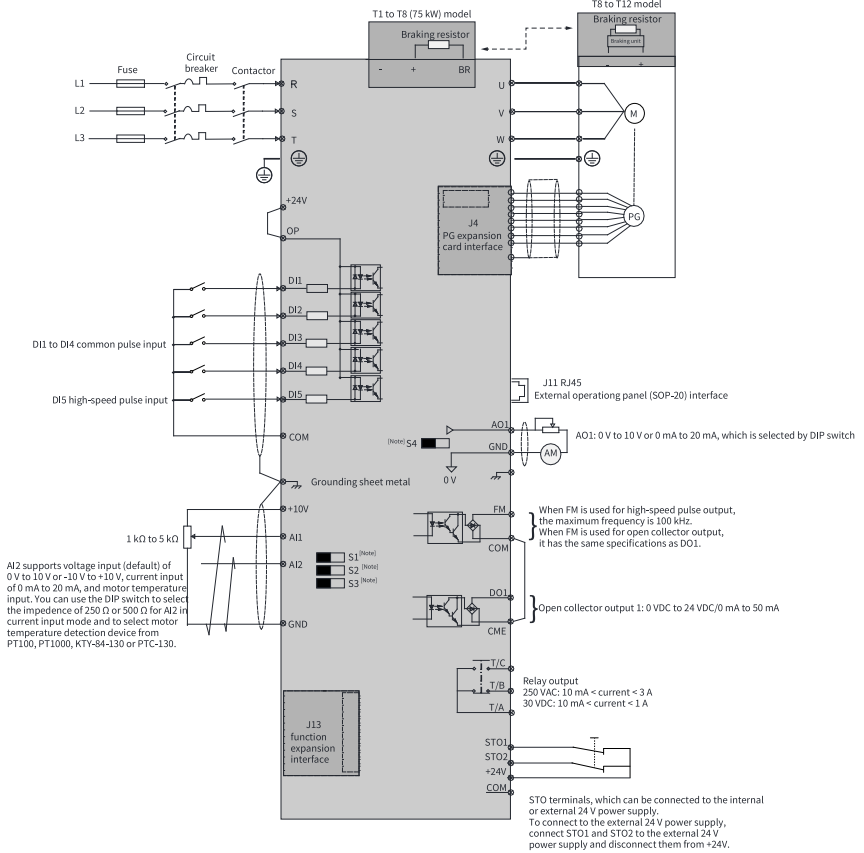 T1 to T8 (75 kW) model
Braking resistor
-
+
BR
T8 to T12 model
Braking resistor
Braking unit
-
+
Fuse
Circuit
breaker
Contactor
L1
L2
L3
R
S
T
U
V
W
M
PG
J4
PG expansion
card interface
+24V
OP
DI1
DI2
DI3
DI4
DI5
COM
DI1 to DI4 common pulse input
DI5 high-speed pulse input
J11 RJ45
External operationg panel (SOP-20) interface
AO1
[Note] S4
GND
0 V
AM
AO1: 0 V to 10 V or 0 mA to 20 mA, which is selected by DIP switch
Grounding sheet metal
+10V
1 kΩ to 5 kΩ
AI1
AI2
S1 [Note]
S2 [Note]
S3 [Note]
GND
AI2 supports voltage input (default) of
0 V to 10 V or -10 V to +10 V, current input
of 0 mA to 20 mA, and motor temperature
input. You can use the DIP switch to select
the impedence of 250 Ω or 500 Ω for AI2 in
current input mode and to select motor
temperature detection device from
PT100, PT1000, KTY-84-130 or PTC-130.
FM
COM
When FM is used for high-speed pulse output,
the maximum frequency is 100 kHz.
When FM is used for open collector output,
it has the same specifications as DO1.
DO1
CME
Open collector output 1: 0 VDC to 24 VDC/0 mA to 50 mA
T/C
T/B
T/A
Relay output
250 VAC: 10 mA < current < 3 A
30 VDC: 10 mA < current < 1 A
J13
function
expansion
interface
STO1
STO2
+24V
COM
STO terminals, which can be connected to the internal
or external 24 V power supply.
To connect to the external 24 V power supply,
connect STO1 and STO2 to the external 24 V
power supply and disconnect them from +24V.